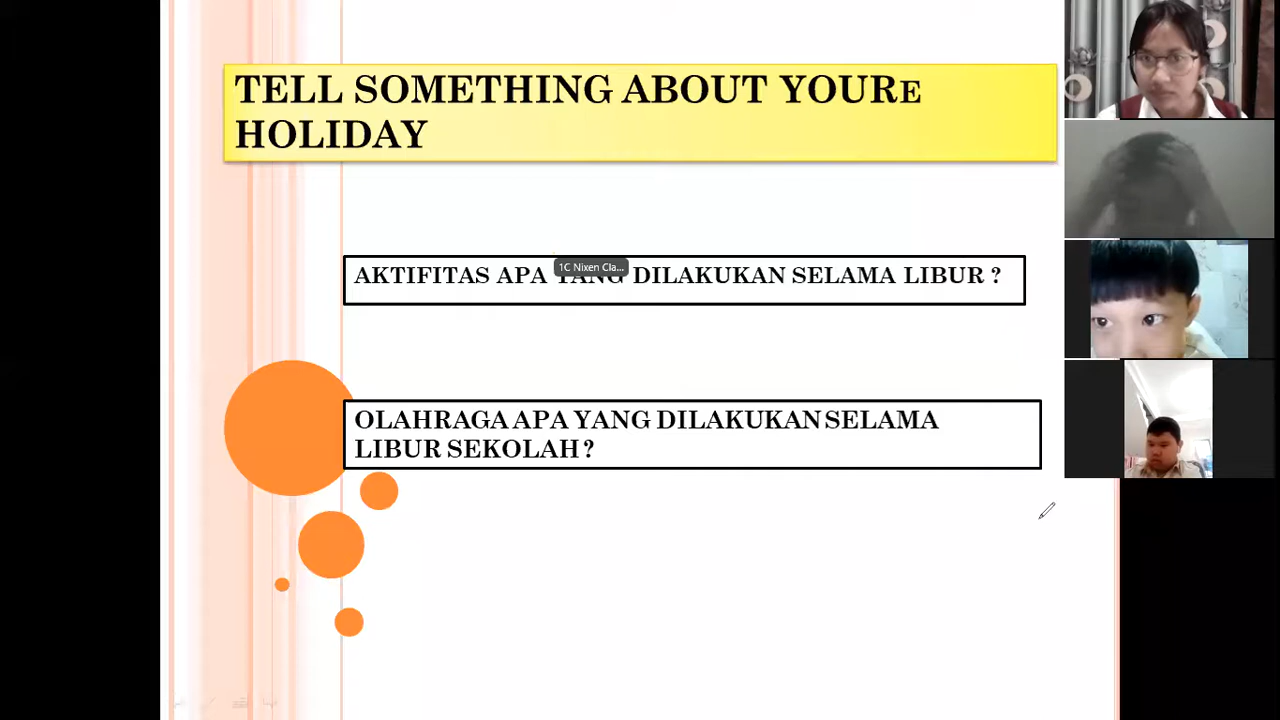 TELL SOMETHING ABOUT YOURE
HOLIDAY
1C Nixen Cla...
AKTIFITAS APA YANG DILAKUKAN SELAMA LIBUR ?
OLAHRAGA APA YANG DILAKUKAN SELAMA
LIBUR SEKOLAH ?